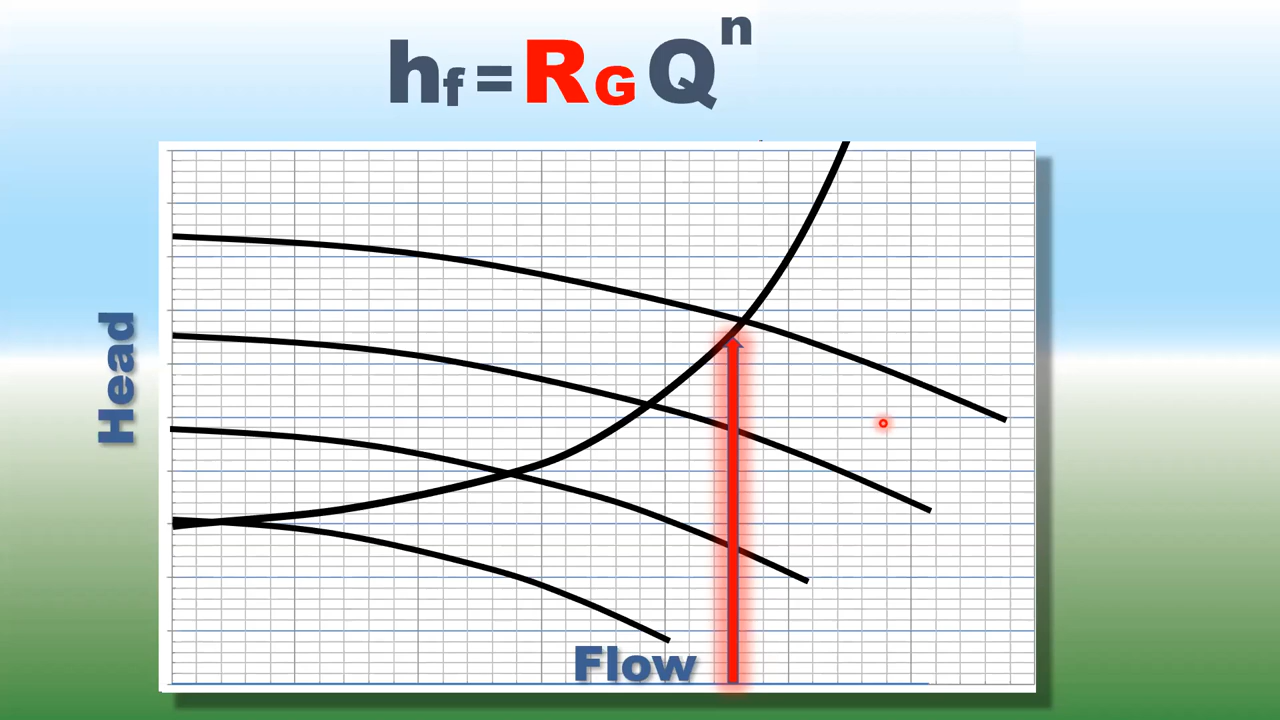 hf = RG Q^n
Head
Flow